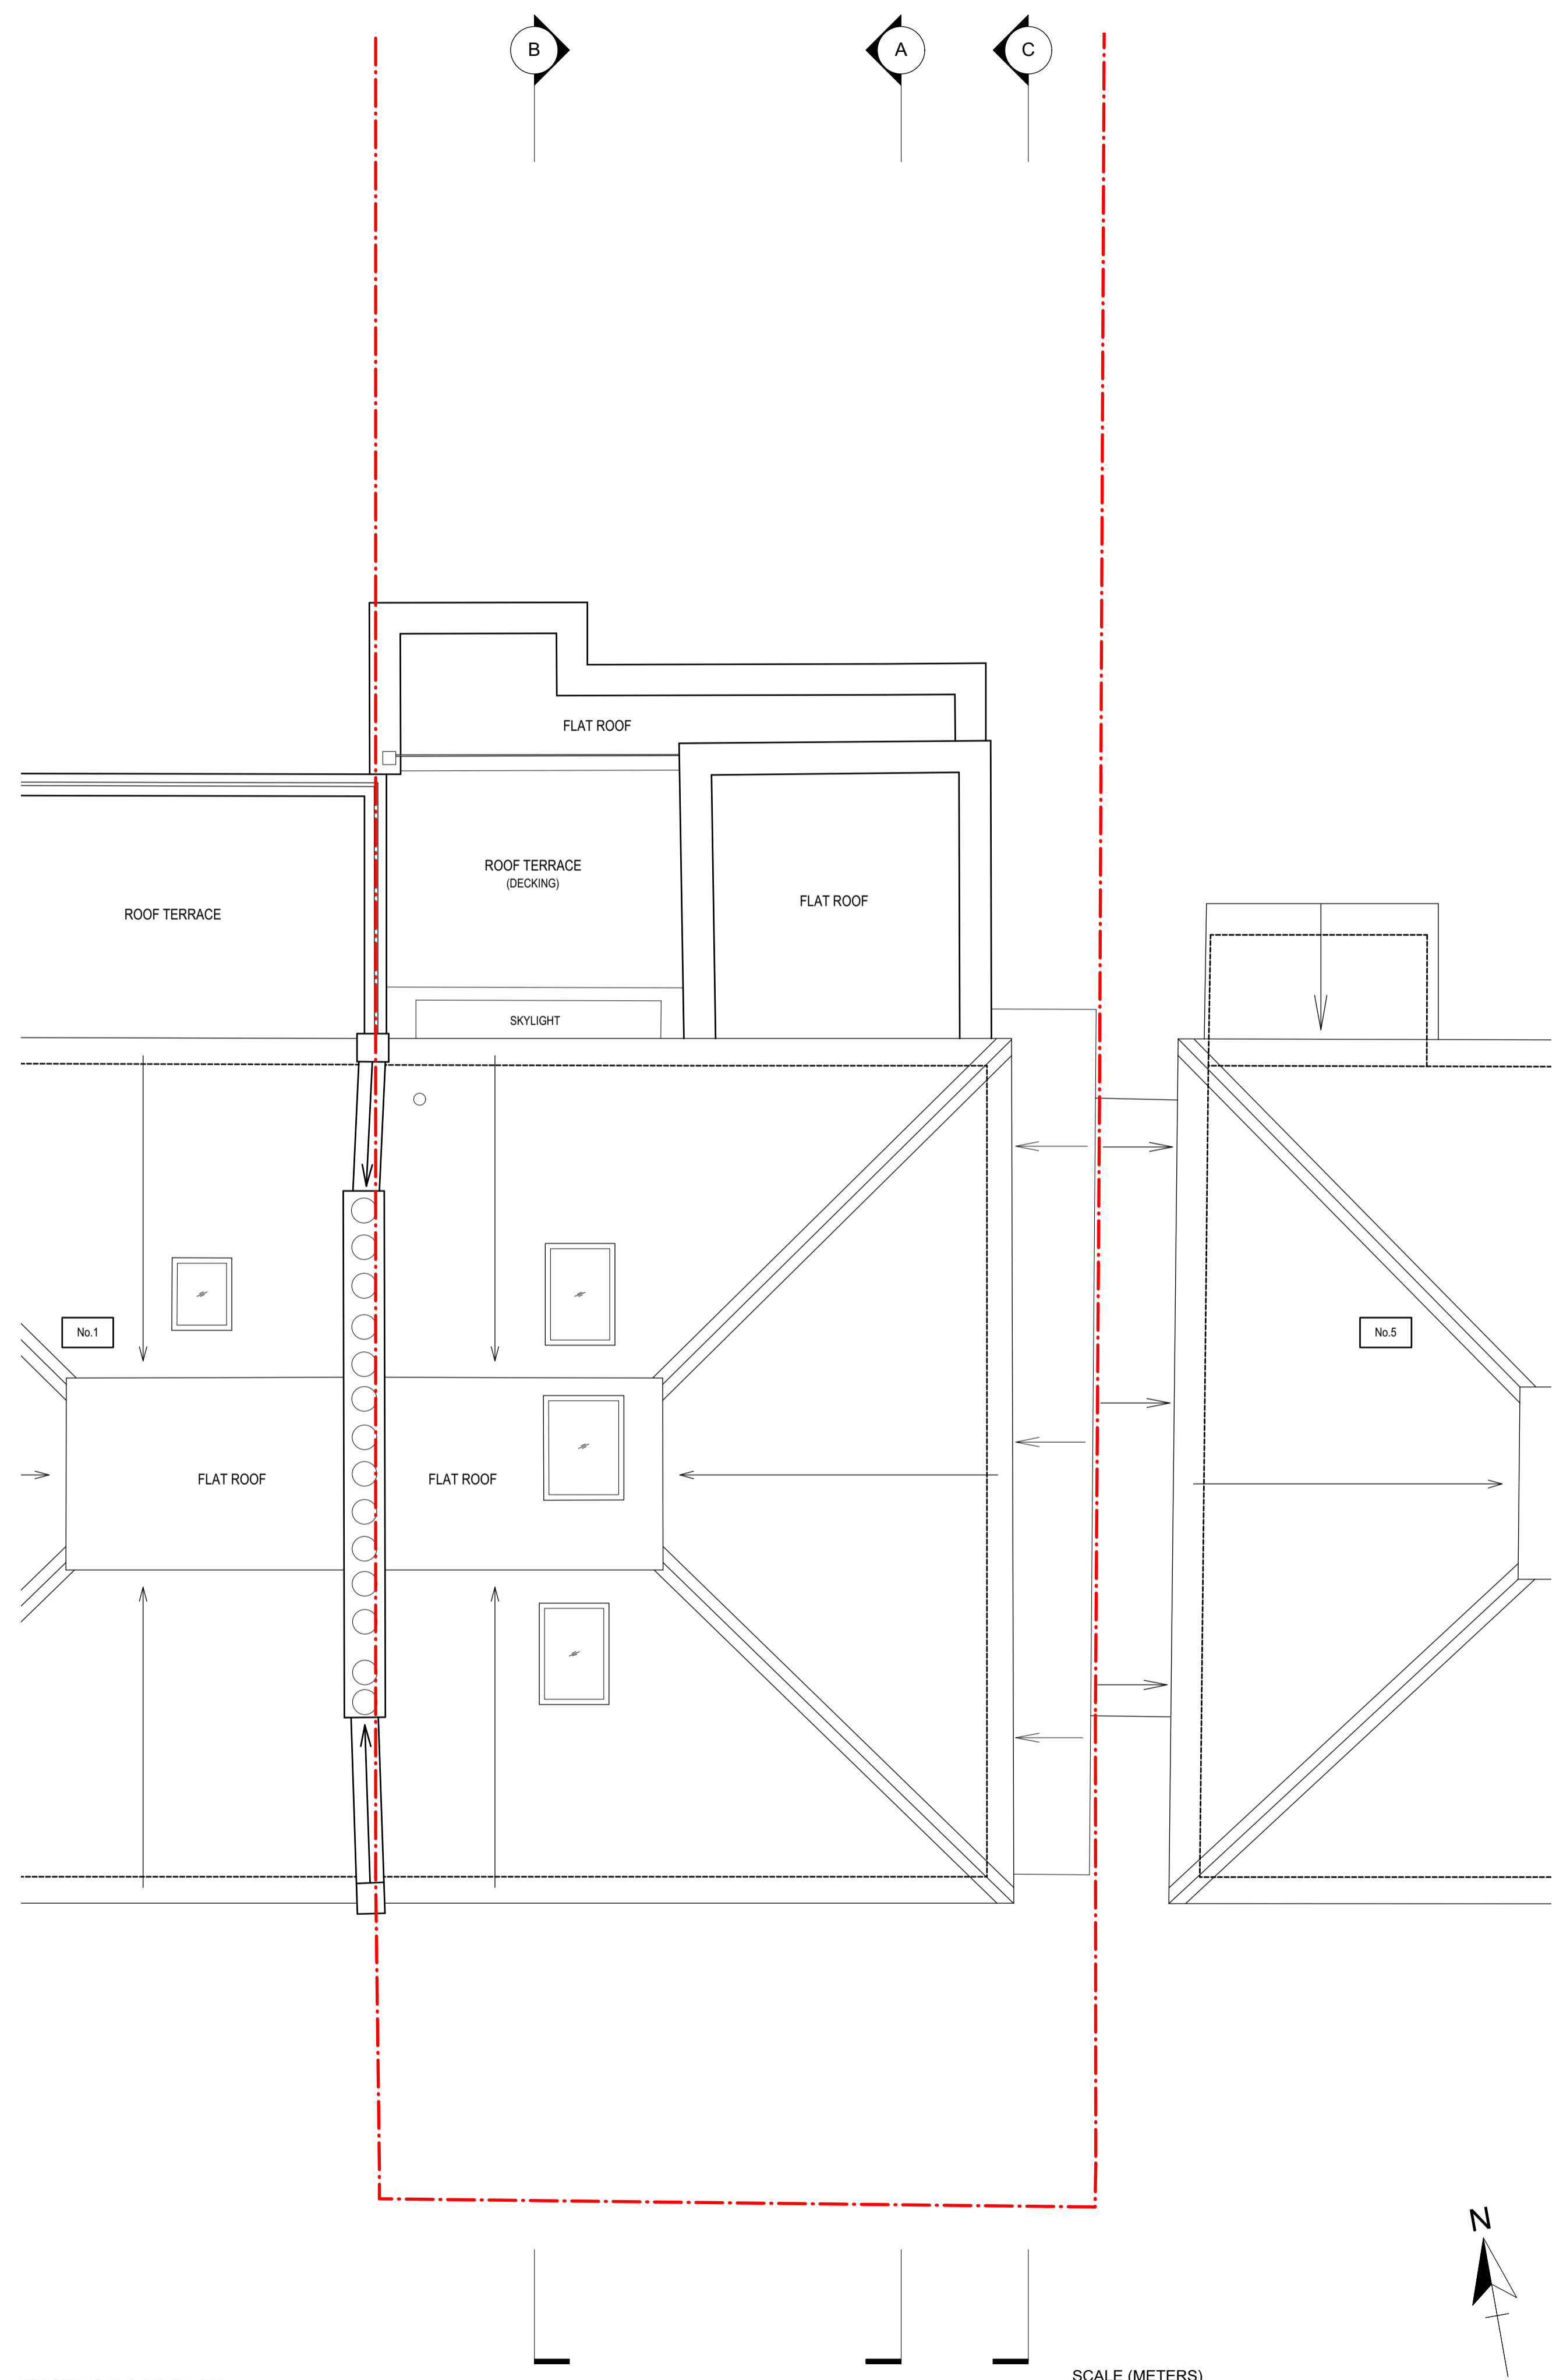 B
A
C
FLAT ROOF
ROOF TERRACE
(DECKING)
FLAT ROOF
ROOF TERRACE
SKYLIGHT
No.1
No.5
FLAT ROOF
FLAT ROOF
N
SCALE (METERS)